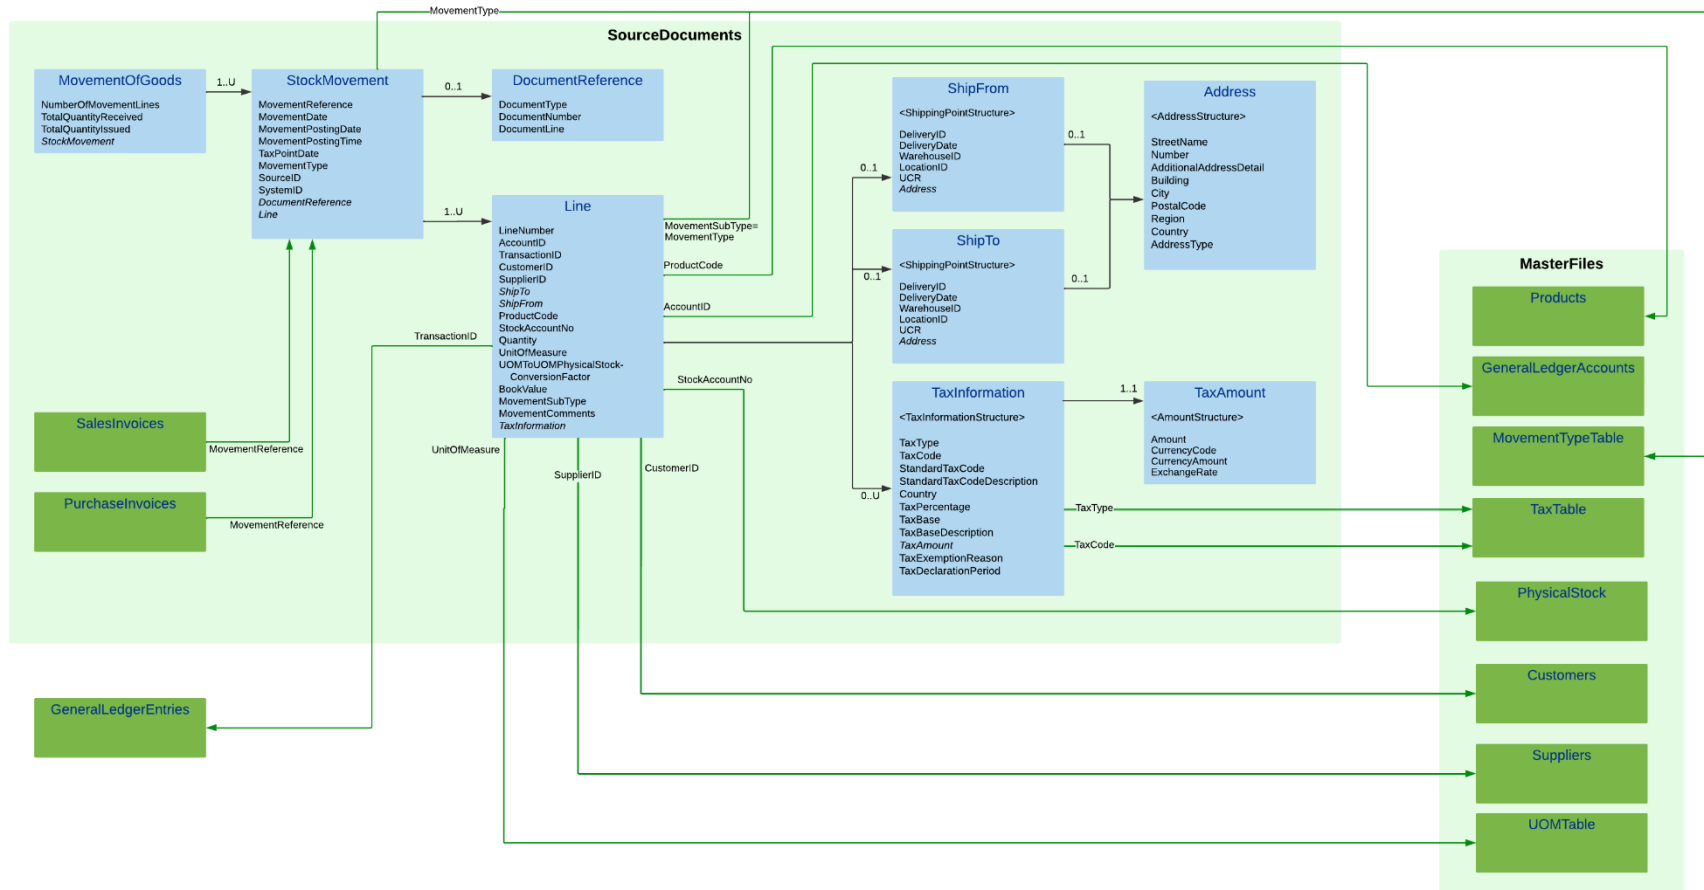 MovementType
SourceDocuments
MovementOfGoods
NumberOfMovementLines
TotalQuantityReceived
TotalQuantityIssued
StockMovement
1..U
StockMovement
MovementReference
MovementDate
MovementPostingDate
MovementPostingTime
TaxPointDate
MovementType
SourceID
SystemID
DocumentReference
Line
0..1
DocumentReference
DocumentType
DocumentNumber
DocumentLine
1..U
Line
LineNumber
AccountID
TransactionID
CustomerID
SupplierID
ShipTo
ShipFrom
ProductCode
StockAccountNo
Quantity
UnitOfMeasure
UOMToUOMPhysicalStock-
ConversionFactor
BookValue
MovementSubType
MovementComments
TaxInformation
MovementSubType=
MovementType
ProductCode
AccountID
StockAccountNo
TransactionID
UnitOfMeasure
SupplierID
CustomerID
0..1
ShipFrom
<ShippingPointStructure>
DeliveryID
DeliveryDate
WarehouseID
LocationID
UCR
Address
0..1
Address
<AddressStructure>
StreetName
Number
AdditionalAddressDetail
Building
City
PostalCode
Region
Country
AddressType
0..1
ShipTo
<ShippingPointStructure>
DeliveryID
DeliveryDate
WarehouseID
LocationID
UCR
Address
0..1
0..U
TaxInformation
<TaxInformationStructure>
TaxType
TaxCode
StandardTaxCode
StandardTaxCodeDescription
Country
TaxPercentage
TaxBase
TaxBaseDescription
TaxAmount
TaxExemptionReason
TaxDeclarationPeriod
1..1
TaxAmount
<AmountStructure>
Amount
CurrencyCode
CurrencyAmount
ExchangeRate
TaxType
TaxCode
SalesInvoices
MovementReference
PurchaseInvoices
MovementReference
GeneralLedgerEntries
MasterFiles
Products
GeneralLedgerAccounts
MovementTypeTable
TaxTable
PhysicalStock
Customers
Suppliers
UOMTable